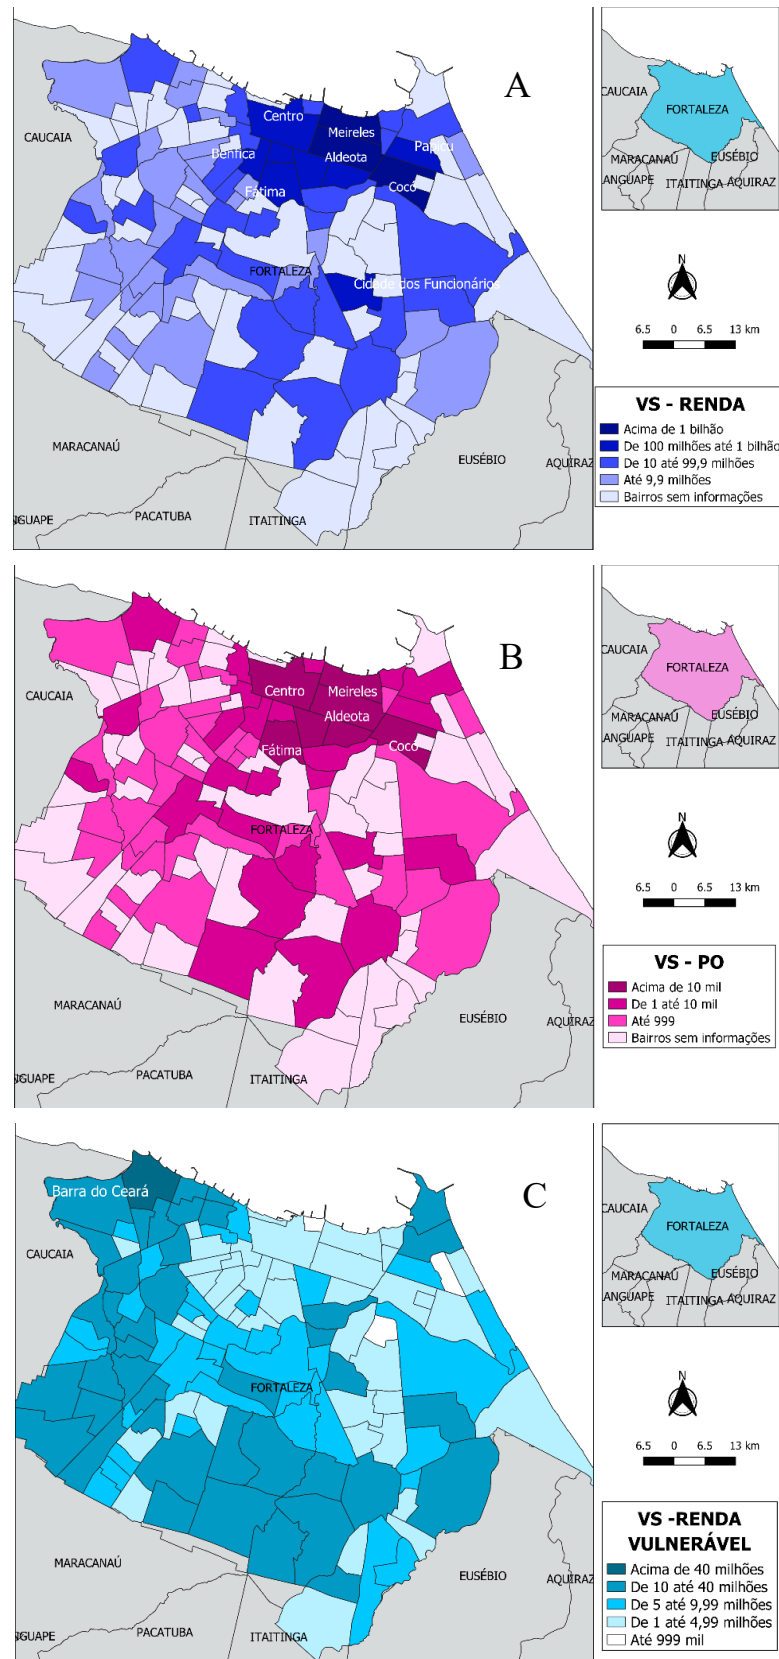 A
Centro
Meireles
CAUCAIA
Papicu
Benfica
Aldeota
Cocó
Fátima
FORTALEZA
Cidade dos Funcionários
MARACANAÚ
EUSÉBIO
AQUIRAZ
NGUAPE
PACATUBA
ITAITINGA
CAUCAIA
FORTALEZA
MARACANAÚ
EUSÉBIO
ANGUAPE
ITAITINGA
AQUIRAZ
N
6.5 0 6.5 13 km
VS - RENDA
Acima de 1 bilhão
De 100 milhões até 1 bilhão
De 10 até 99,9 milhões
Até 9,9 milhões
Bairros sem informações
B
CAUCAIA
Centro
Meireles
Aldeota
Fátima
Cocó
FORTALEZA
MARACANAÚ
EUSÉBIO
AQUIRAZ
NGUAPE
PACATUBA
ITAITINGA
CAUCAIA
FORTALEZA
MARACANAÚ
EUSÉBIO
ANGUAPE
ITAITINGA
AQUIRAZ
N
6.5 0 6.5 13 km
VS - PO
Acima de 10 mil
De 1 até 10 mil
Até 999
Bairros sem informações
C
Barra do Ceará
CAUCAIA
FORTALEZA
MARACANAÚ
EUSÉBIO
AQUIRAZ
NGUAPE
PACATUBA
ITAITINGA
CAUCAIA
FORTALEZA
MARACANAÚ
EUSÉBIO
ANGUAPE
ITAITINGA
AQUIRAZ
N
6.5 0 6.5 13 km
VS -RENDA
VULNERÁVEL
Acima de 40 milhões
De 10 até 40 milhões
De 5 até 9,99 milhões
De 1 até 4,99 milhões
Até 999 mil